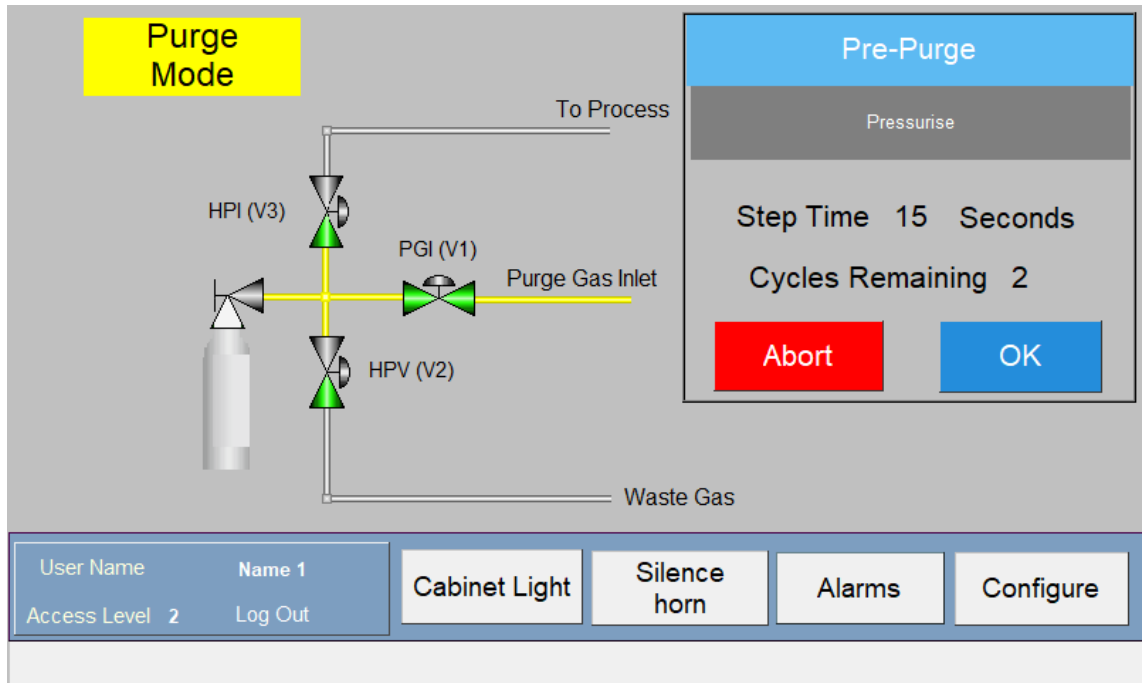 Purge
Mode
Pre-Purge
Pressurise
To Process
HPI (V3)
PGI (V1)
Purge Gas Inlet
HPV (V2)
Waste Gas
Step Time 15 Seconds
Cycles Remaining 2
Abort
OK
User Name Name 1
Access Level 2 Log Out
Cabinet Light
Silence
horn
Alarms
Configure